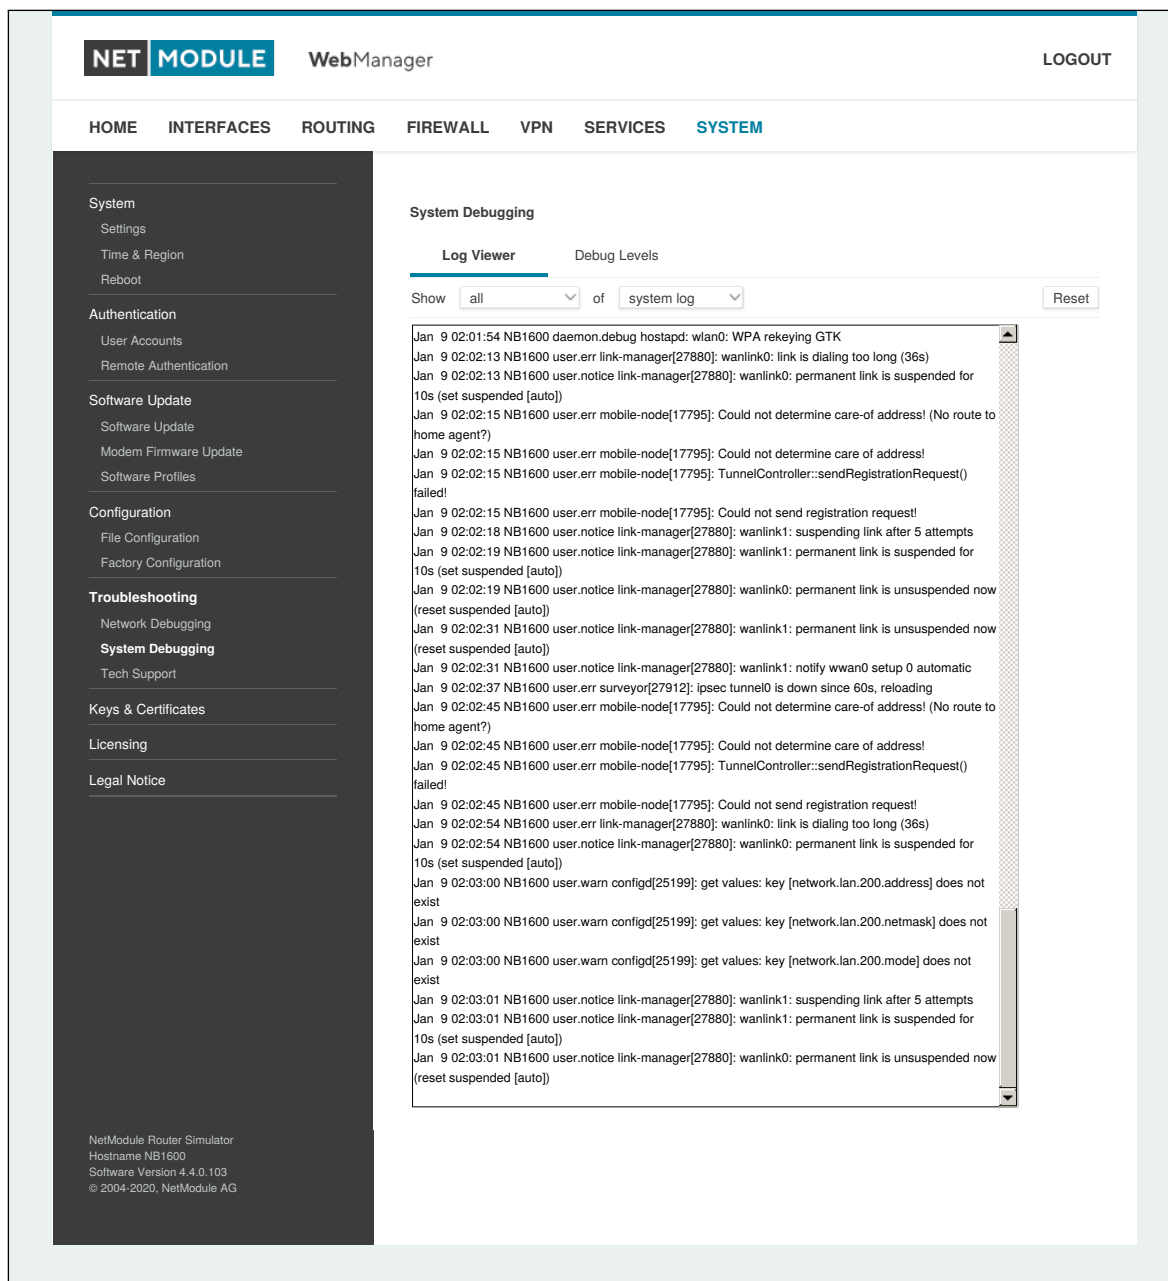 NET MODULE WebManager LOGOUT
HOME INTERFACES ROUTING FIREWALL VPN SERVICES SYSTEM
System
Settings
Time & Region
Reboot
Authentication
User Accounts
Remote Authentication
Software Update
Software Update
Modem Firmware Update
Software Profiles
Configuration
File Configuration
Factory Configuration
Troubleshooting
Network Debugging
System Debugging
Tech Support
Keys & Certificates
Licensing
Legal Notice
NetModule Router Simulator
Hostname NB1600
Software Version 4.4.0.103
© 2004-2020, NetModule AG
System Debugging
Log Viewer Debug Levels
Show all of system log Reset
Jan 9 02:01:54 NB1600 daemon.debug hostapd: wlan0: WPA rekeying GTK
Jan 9 02:02:13 NB1600 user.err link-manager[27880]: wanlink0: link is dialing too long (36s)
Jan 9 02:02:13 NB1600 user.notice link-manager[27880]: wanlink0: permanent link is suspended for
10s (set suspended [auto])
Jan 9 02:02:15 NB1600 user.err mobile-node[17795]: Could not determine care-of address! (No route to
home agent?)
Jan 9 02:02:15 NB1600 user.err mobile-node[17795]: Could not determine care of address!
Jan 9 02:02:15 NB1600 user.err mobile-node[17795]: TunnelController::sendRegistrationRequest()
failed!
Jan 9 02:02:15 NB1600 user.err mobile-node[17795]: Could not send registration request!
Jan 9 02:02:18 NB1600 user.notice link-manager[27880]: wanlink1: suspending link after 5 attempts
Jan 9 02:02:19 NB1600 user.notice link-manager[27880]: wanlink1: permanent link is suspended for
10s (set suspended [auto])
Jan 9 02:02:19 NB1600 user.notice link-manager[27880]: wanlink0: permanent link is unsuspended now
(reset suspended [auto])
Jan 9 02:02:31 NB1600 user.notice link-manager[27880]: wanlink1: permanent link is unsuspended now
(reset suspended [auto])
Jan 9 02:02:31 NB1600 user.notice link-manager[27880]: wanlink1: notify wwan0 setup 0 automatic
Jan 9 02:02:37 NB1600 user.err surveyor[27912]: ipsec tunnel0 is down since 60s, reloading
Jan 9 02:02:45 NB1600 user.err mobile-node[17795]: Could not determine care-of address! (No route to
home agent?)
Jan 9 02:02:45 NB1600 user.err mobile-node[17795]: Could not determine care of address!
Jan 9 02:02:45 NB1600 user.err mobile-node[17795]: TunnelController::sendRegistrationRequest()
failed!
Jan 9 02:02:45 NB1600 user.err mobile-node[17795]: Could not send registration request!
Jan 9 02:02:54 NB1600 user.err link-manager[27880]: wanlink0: link is dialing too long (36s)
Jan 9 02:02:54 NB1600 user.notice link-manager[27880]: wanlink0: permanent link is suspended for
10s (set suspended [auto])
Jan 9 02:03:00 NB1600 user.warn configd[25199]: get values: key [network.lan.200.address] does not
exist
Jan 9 02:03:00 NB1600 user.warn configd[25199]: get values: key [network.lan.200.netmask] does not
exist
Jan 9 02:03:00 NB1600 user.warn configd[25199]: get values: key [network.lan.200.mode] does not
exist
Jan 9 02:03:01 NB1600 user.notice link-manager[27880]: wanlink1: suspending link after 5 attempts
Jan 9 02:03:01 NB1600 user.notice link-manager[27880]: wanlink1: permanent link is suspended for
10s (set suspended [auto])
Jan 9 02:03:01 NB1600 user.notice link-manager[27880]: wanlink0: permanent link is unsuspended now
(reset suspended [auto])